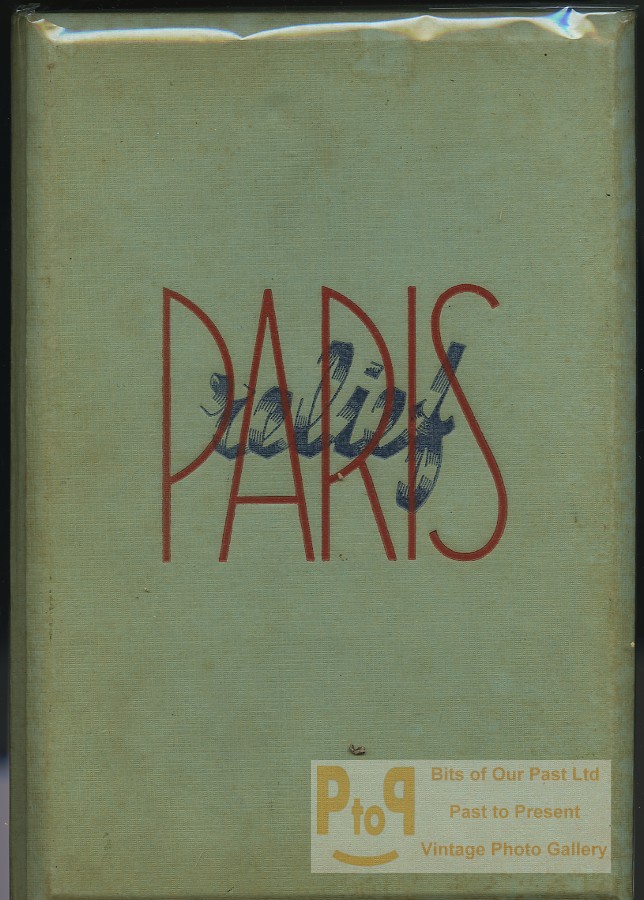 PARIS
relief
PtoP
Bits of Our Past Ltd
Past to Present
Vintage Photo Gallery